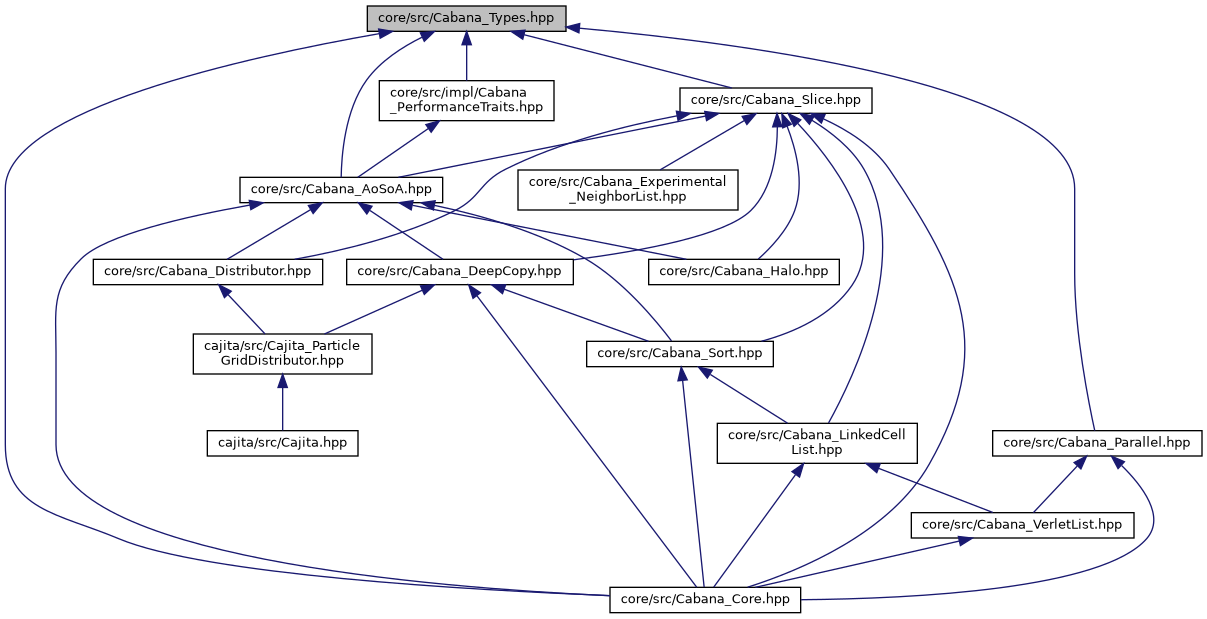 core/src/Cabana_Types.hpp
core/src/impl/Cabana
_PerformanceTraits.hpp
core/src/Cabana_Slice.hpp
core/src/Cabana_AoSoA.hpp
core/src/Cabana_Experimental
_NeighborList.hpp
core/src/Cabana_Distributor.hpp
core/src/Cabana_DeepCopy.hpp
core/src/Cabana_Halo.hpp
cajita/src/Cajita_Particle
GridDistributor.hpp
core/src/Cabana_Sort.hpp
cajita/src/Cajita.hpp
core/src/Cabana_LinkedCell
List.hpp
core/src/Cabana_Parallel.hpp
core/src/Cabana_VerletList.hpp
core/src/Cabana_Core.hpp